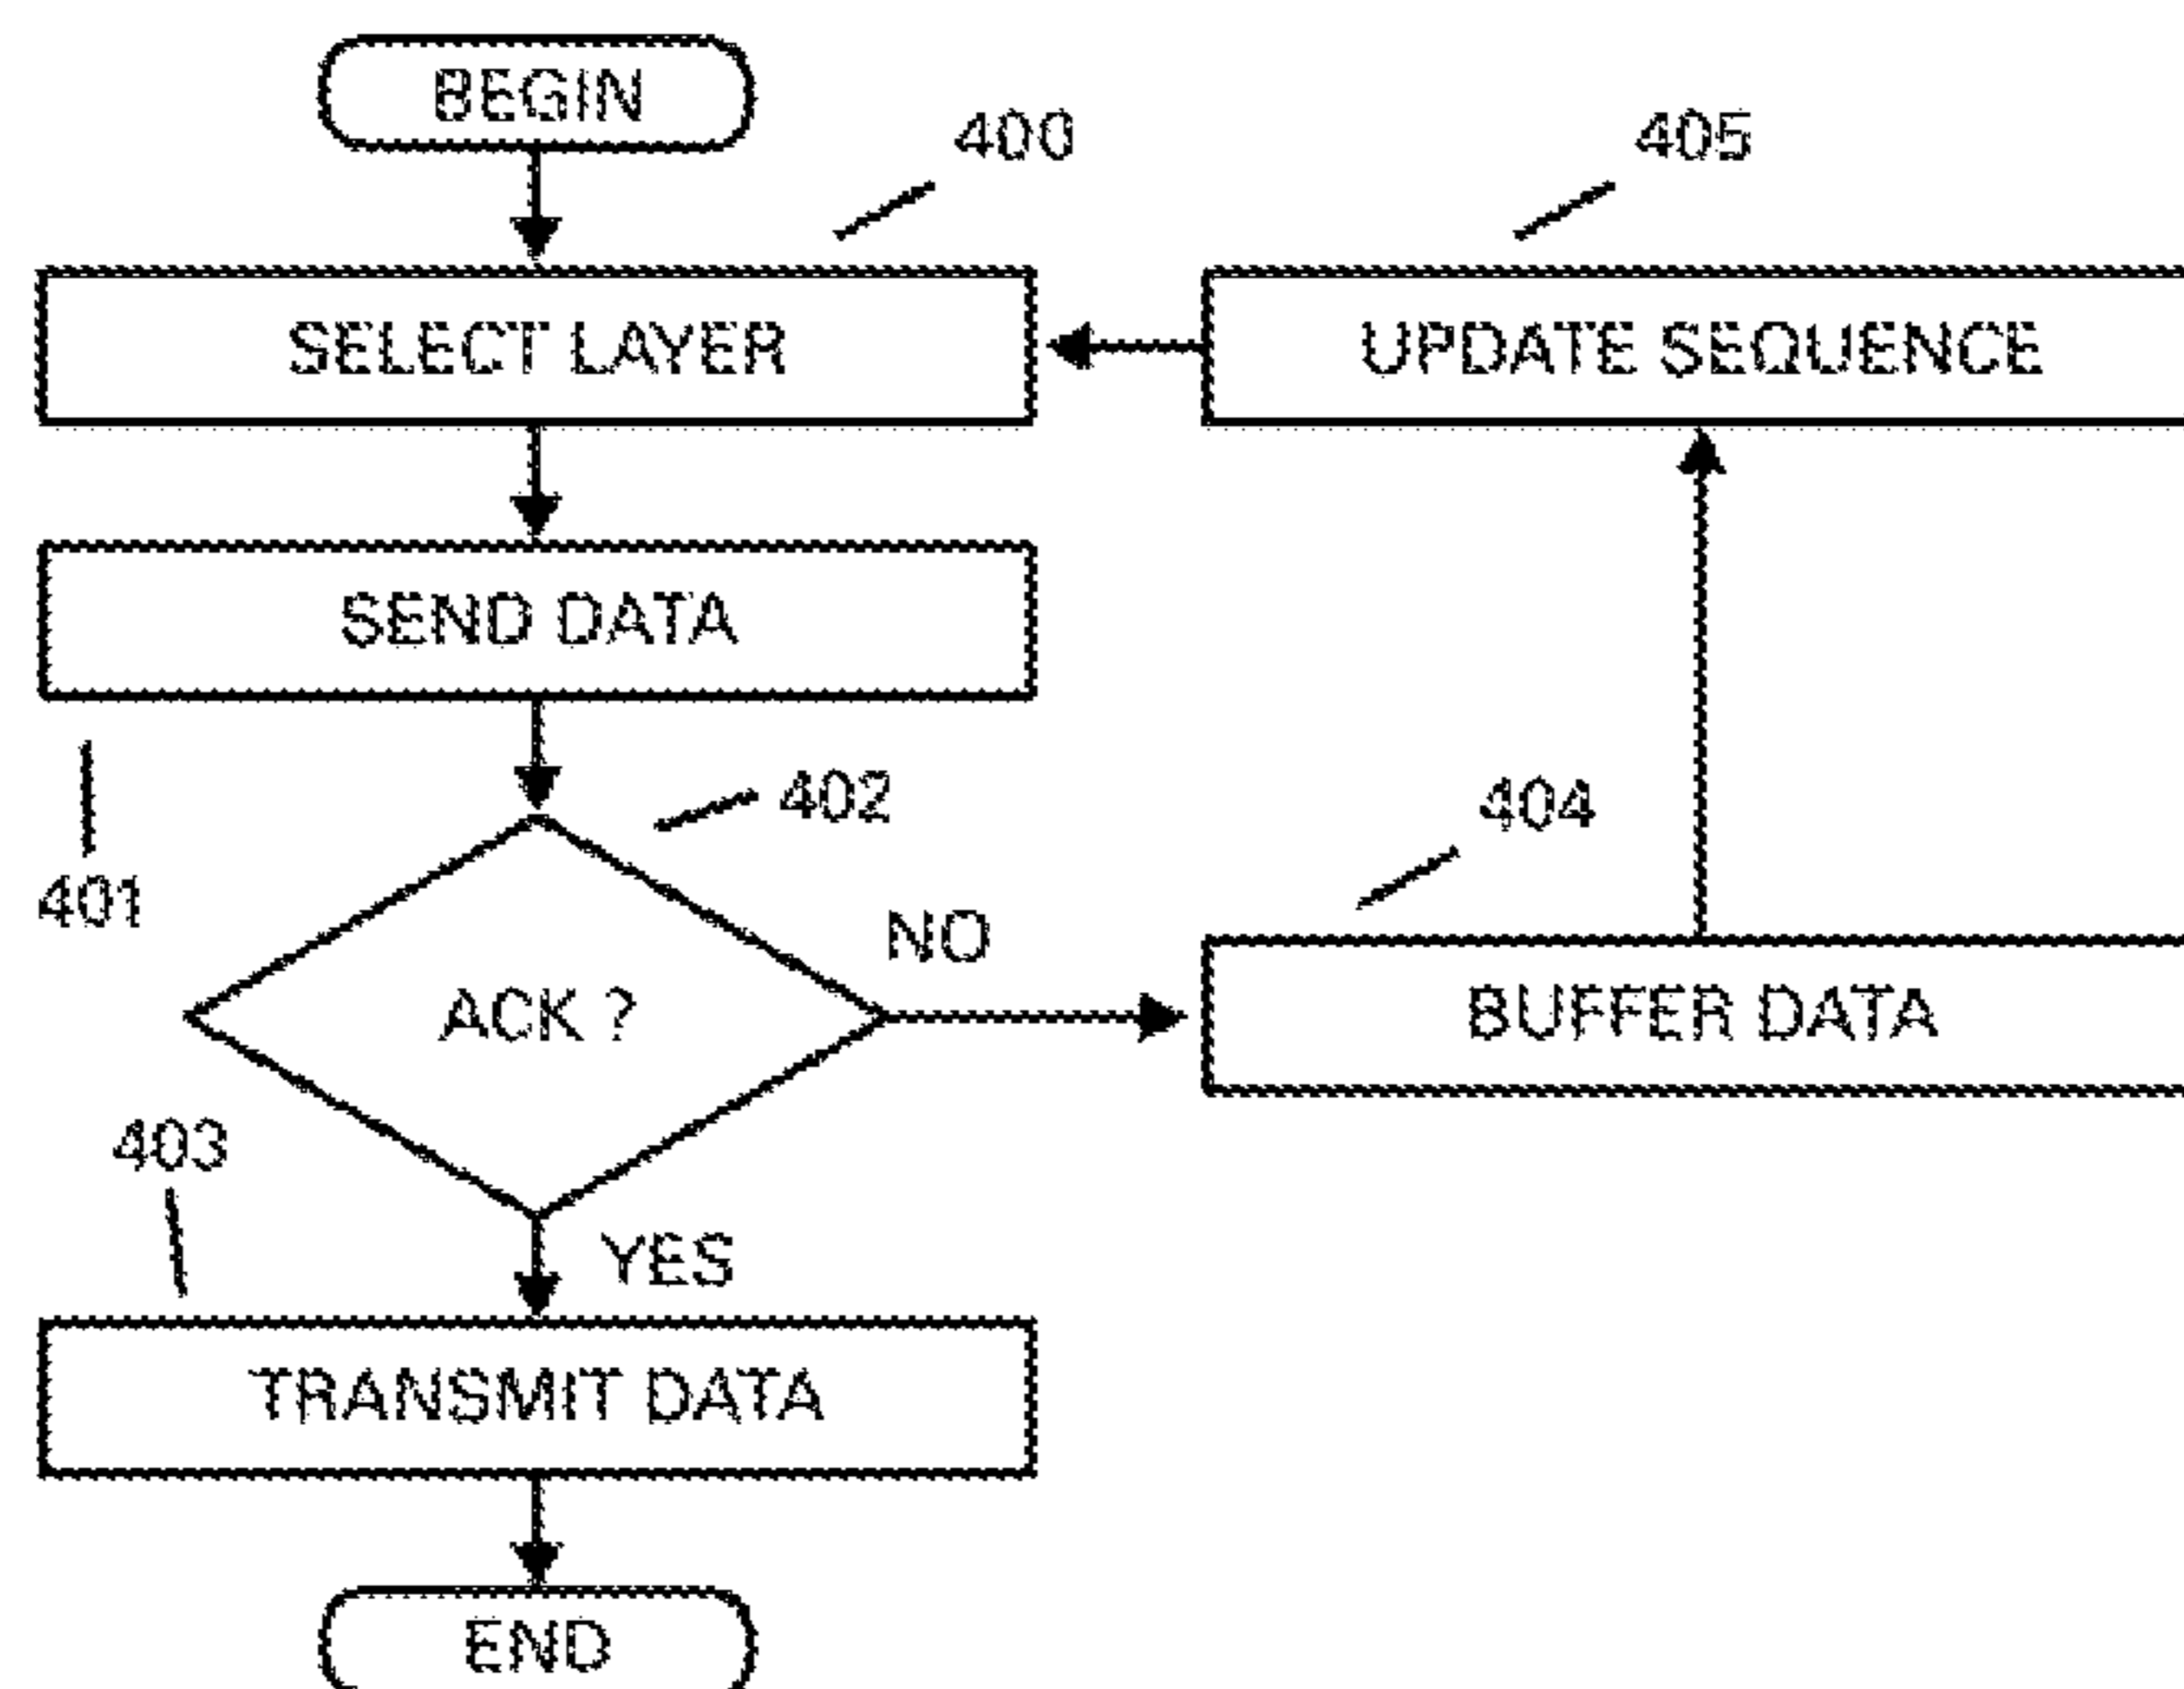 BEGIN
400
405
SELECT LAYER
UPDATE SEQUENCE
SEND DATA
402
404
401
NO
ACK ?
BUFFER DATA
403
YES
TRANSMIT DATA
END